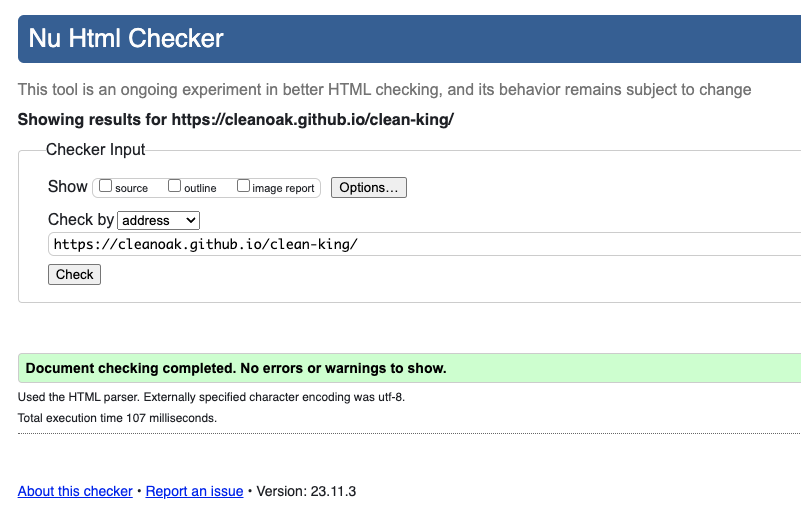 Nu Html Checker
This tool is an ongoing experiment in better HTML checking, and its behavior remains subject to change
Showing results for https://cleanoak.github.io/clean-king/
Checker Input
Show source outline image report Options...
Check by address
https://cleanoak.github.io/clean-king/
Check
Document checking completed. No errors or warnings to show.
Used the HTML parser. Externally specified character encoding was utf-8.
Total execution time 107 milliseconds.
About this checker • Report an issue • Version: 23.11.3